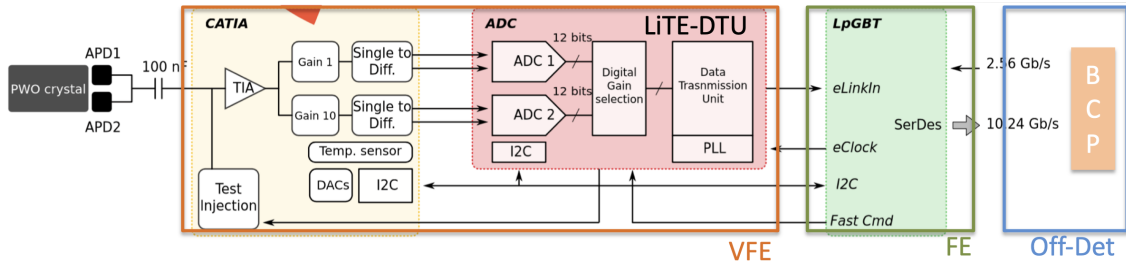 CATIA
ADC
LiTE-DTU
LpGBT
APD1
100 nF
PWO crystal
APD2
TIA
Gain 1
Single to
Diff.
Gain 10
Single to
Diff.
Temp. sensor
DACs
I2C
Test
Injection
12 bits
ADC 1
12 bits
ADC 2
I2C
Digital
Gain
selection
Data
Trasnmission
Unit
PLL
eLinkIn
SerDes
eClock
I2C
Fast Cmd
2.56 Gb/s
10.24 Gb/s
B
C
P
VFE
FE
Off-Det